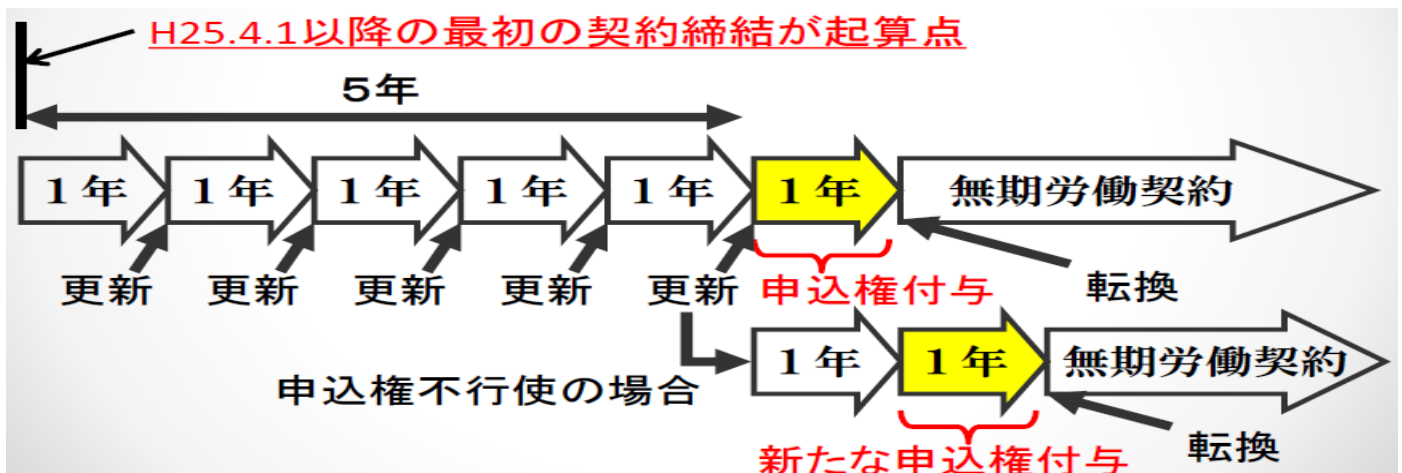 H25.4.1以降の最初の契約締結が起算点
5年
1年 1年 1年 1年 1年 1年 無期労働契約
更新 更新 更新 更新 更新 申込権付与 転換
1年 1年 無期労働契約
申込権不行使の場合
新たな申込権付与 転換